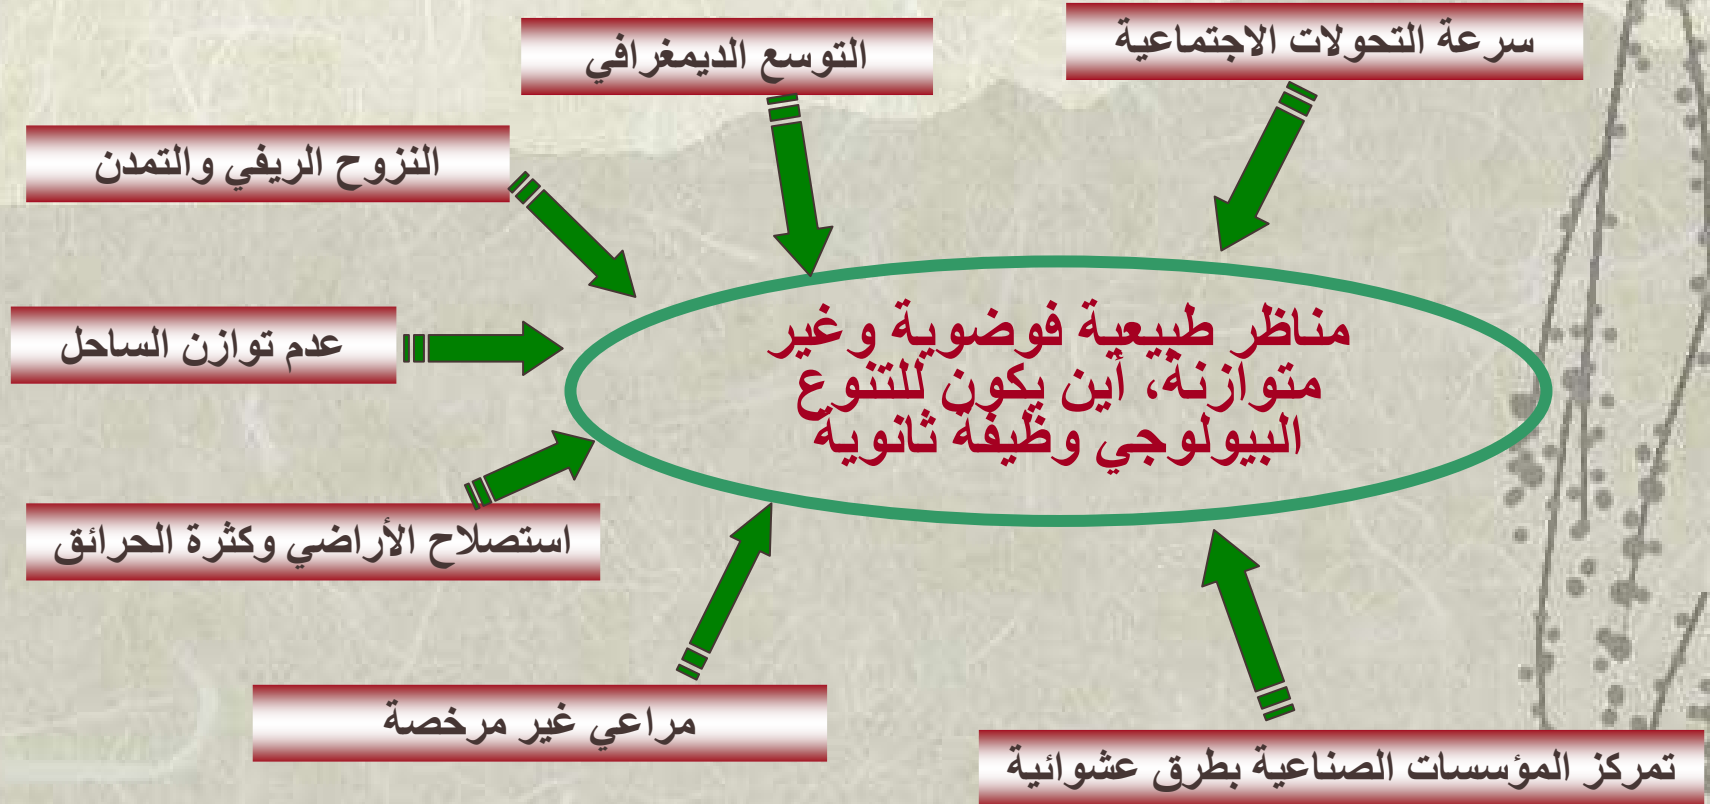 سرعة التحولات الاجتماعية
التوسع الديمغرافي
النزوح الريفي والتمدن
عدم توازن الساحل
مناظر طبيعية فوضوية وغير
متوازنة، أين يكون للتنوع
البيولوجي وظيفة ثانوية
استصلاح الأراضي وكثرة الحرائق
مراعي غير مرخصة
تمركز المؤسسات الصناعية بطرق عشوائية